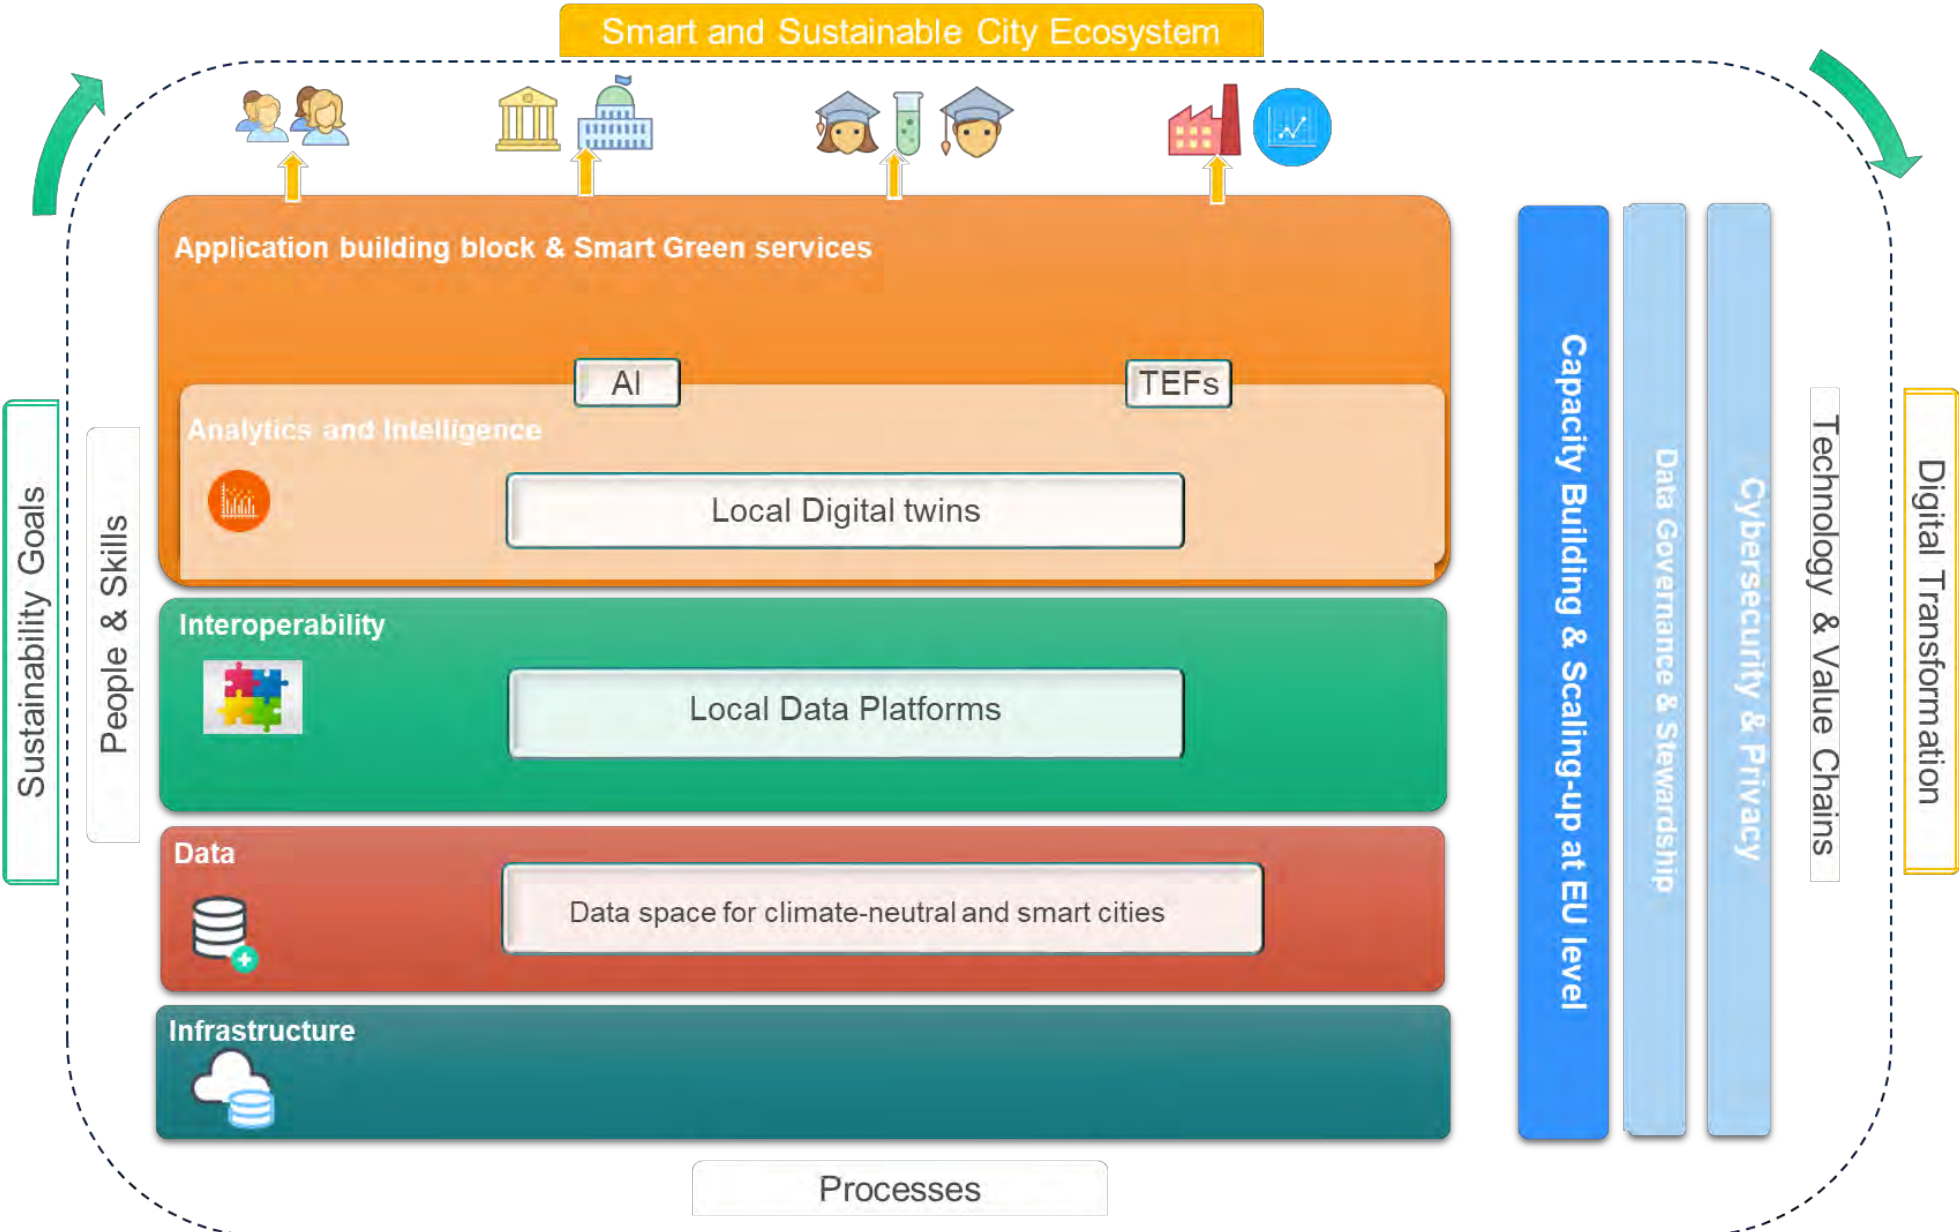 Smart and Sustainable City Ecosystem
Application building block & Smart Green services
AI
TEFs
Analytics and Intelligence
Local Digital twins
Interoperability
Local Data Platforms
Data
Data space for climate-neutral and smart cities
Infrastructure
Processes
Sustainability Goals
People & Skills
Capacity Building & Scaling-up at EU level
Data Governance & Stewardship
Cybersecurity & Privacy
Technology & Value Chains
Digital Transformation